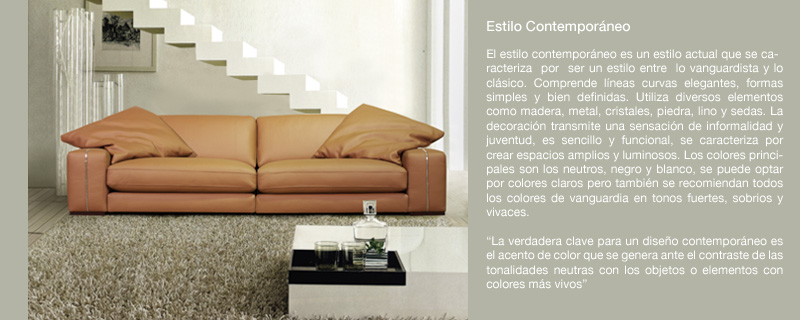 Estilo Contemporáneo
El estilo contemporáneo es un estilo actual que se ca-
racteriza por ser un estilo entre lo vanguardista y lo
clásico. Comprende líneas curvas elegantes, formas
simples y bien definidas. Utiliza diversos elementos
como madera, metal, cristales, piedra, lino y sedas. La
decoración transmite una sensación de informalidad y
juventud, es sencillo y funcional, se caracteriza por
crear espacios amplios y luminosos. Los colores princi-
pales son los neutros, negro y blanco, se puede optar
por colores claros pero también se recomiendan todos
los colores de vanguardia en tonos fuertes, sobrios y
vivaces.
“La verdadera clave para un diseño contemporáneo es
el acento de color que se genera ante el contraste de las
tonalidades neutras con los objetos o elementos con
colores más vivos”